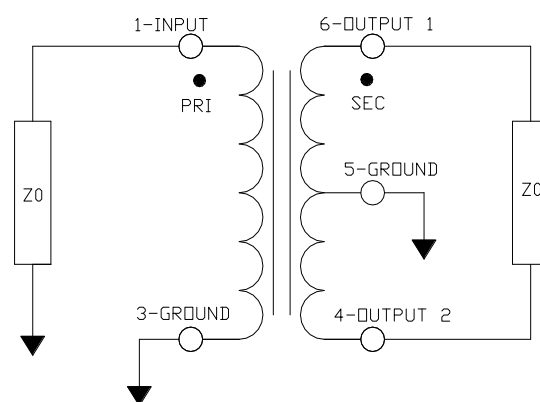 1-INPUT
6-OUTPUT 1
PRI
SEC
5-GROUND
Z0
Z0
3-GROUND
4-OUTPUT 2